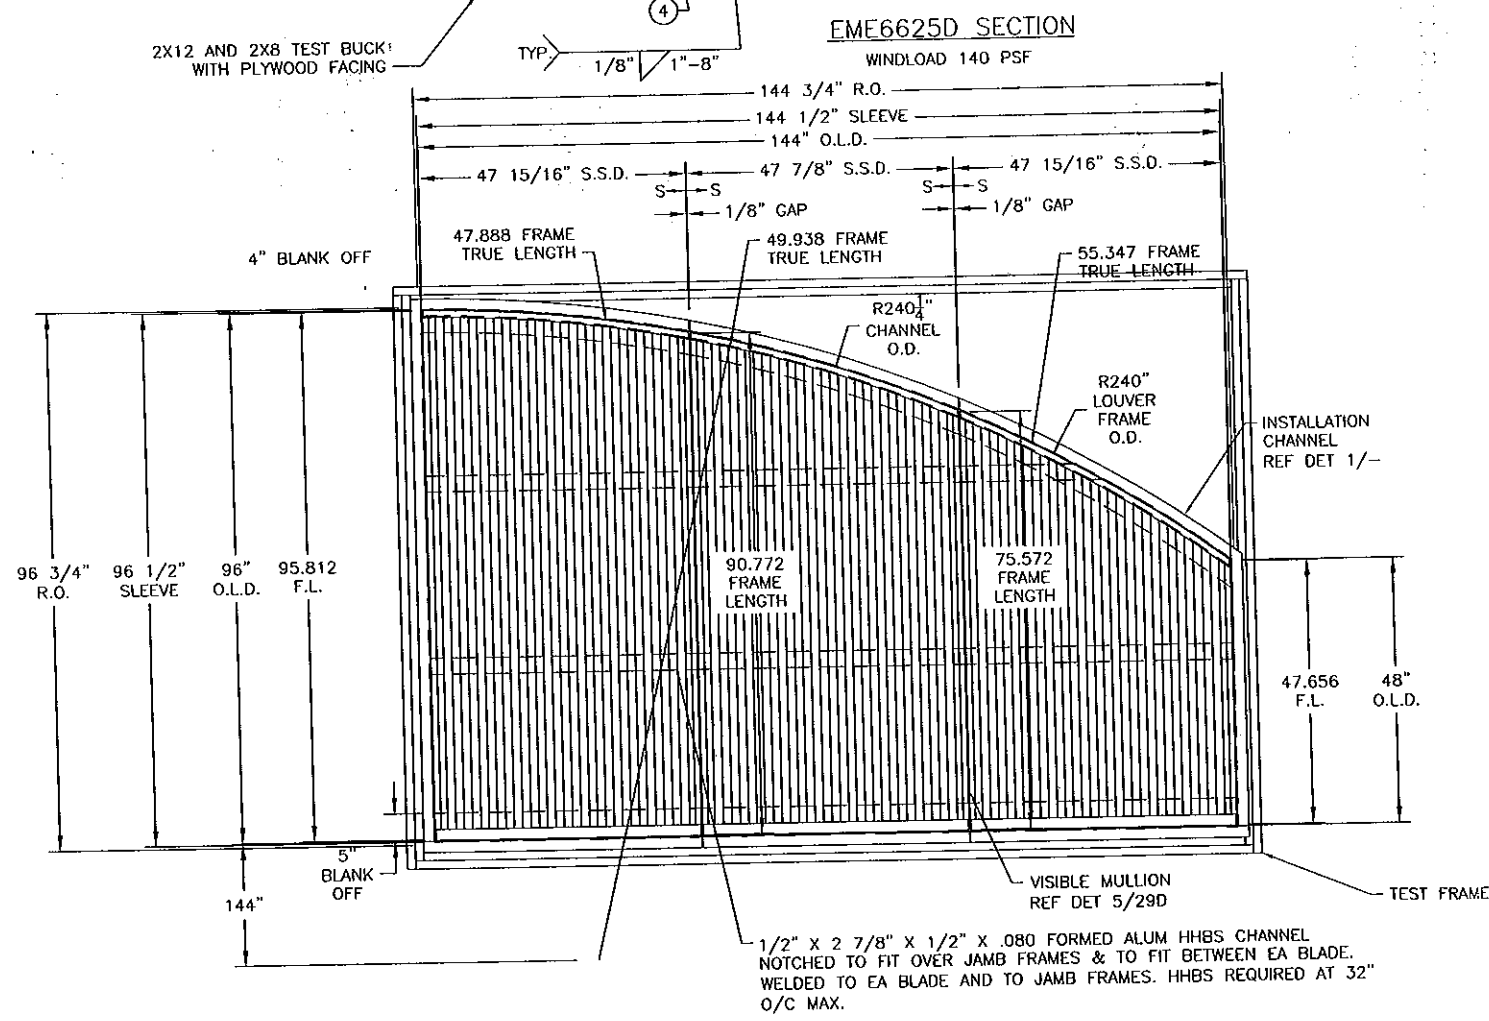 4
EME6625D SECTION
WINDLOAD 140 PSF
2X12 AND 2X8 TEST BUCK
WITH PLYWOOD FACING
TYP.
1/8" 1"-8"
144 3/4" R.O.
144 1/2" SLEEVE
144" O.L.D.
47 15/16" S.S.D.
47 7/8" S.S.D.
47 15/16" S.S.D.
S S
S S
1/8" GAP
1/8" GAP
4" BLANK OFF
47.888 FRAME
TRUE LENGTH
49.938 FRAME
TRUE LENGTH
55.347 FRAME
TRUE LENGTH
R240 1/4"
CHANNEL
O.D.
R240"
LOUVER
FRAME
O.D.
INSTALLATION
CHANNEL
REF DET 1/-
96 3/4"
R.O.
96 1/2"
SLEEVE
96"
O.L.D.
95.812
F.L.
90.772
FRAME
LENGTH
75.572
FRAME
LENGTH
47.656
F.L.
48"
O.L.D.
5"
BLANK
OFF
144"
VISIBLE MULLION
REF DET 5/29D
TEST FRAME
1/2" X 2 7/8" X 1/2" X .080 FORMED ALUM HHBS CHANNEL
NOTCHED TO FIT OVER JAMB FRAMES & TO FIT BETWEEN EA BLADE.
WELDED TO EA BLADE AND TO JAMB FRAMES. HHBS REQUIRED AT 32"
O/C MAX.